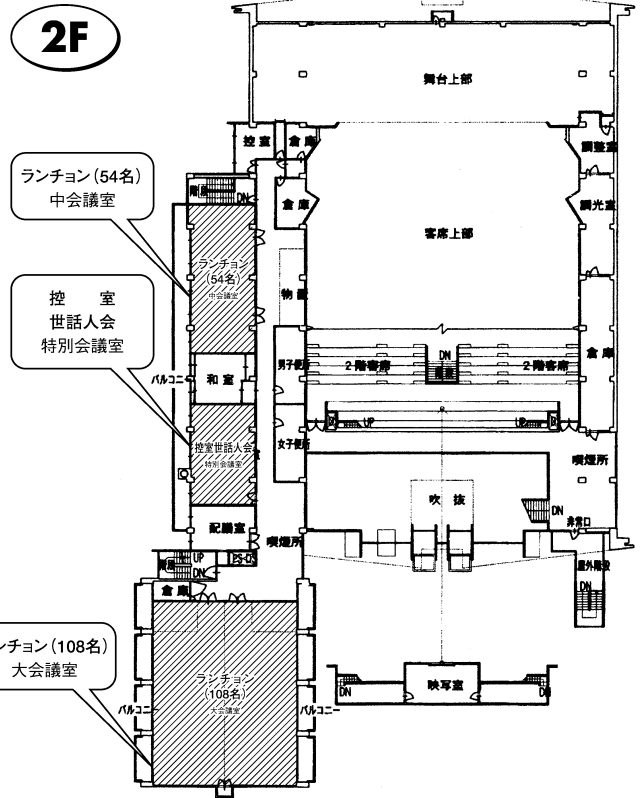 2F
舞台上部
控室
倉庫
調整室
ランチョン(54名)
中会議室
階段
DN
倉庫
調光室
客席上部
ランチョン
(54名)
中会議室
物置
控 室
世話人会
特別会議室
DN
階段
2階客席
2階客席
倉庫
男子便所
バルコニー
和室
UP
UP
控室世話人会
特別会議室
女子便所
喫煙所
吹抜
DN
非常口
配膳室
喫煙所
階段
UP
DN
PS・DS
屋外階段
DN
倉庫
ンチョン(108名)
大会議室
ランチョン
(108名)
大会議室
映写室
DN
DN
バルコニー
バルコニー